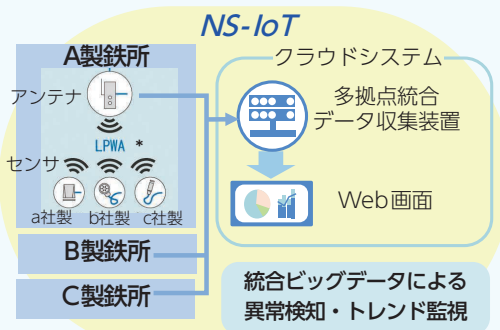 NS-IoT
A製鉄所
アンテナ
LPWA *
センサ
a社製 b社製 c社製
B製鉄所
C製鉄所
クラウドシステム
多拠点統合
データ収集装置
Web画面
統合ビッグデータによる
異常検知・トレンド監視